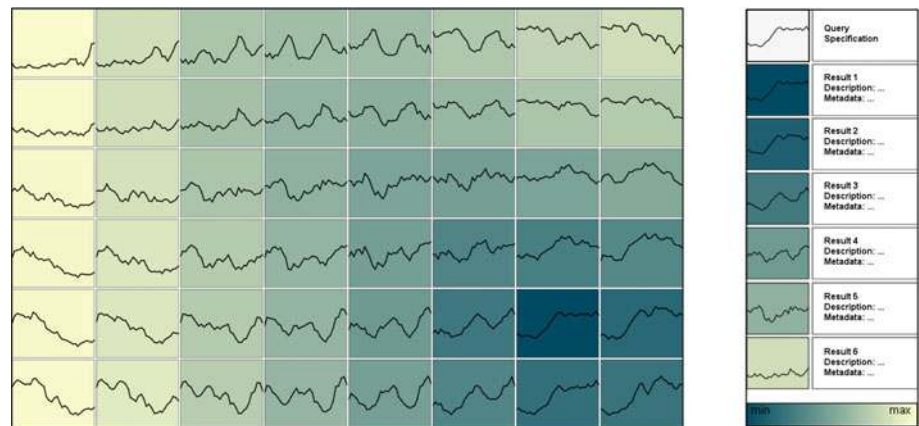 Query
Specification
Result 1
Description: ...
Metadata: ...
Result 2
Description: ...
Metadata: ...
Result 3
Description: ...
Metadata: ...
Result 4
Description: ...
Metadata: ...
Result 5
Description: ...
Metadata: ...
Result 6
Description: ...
Metadata: ...
min max